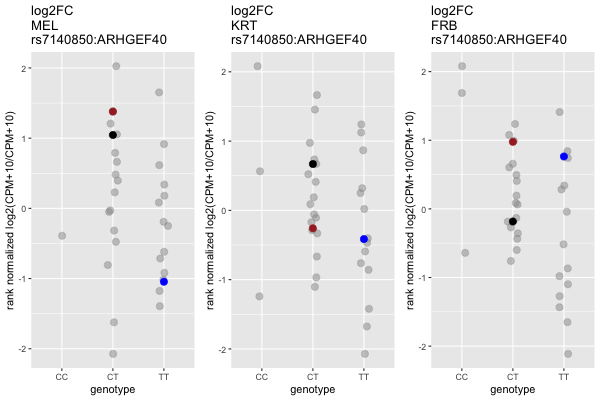 log2FC
MEL
rs7140850:ARHGEF40
rank normalized log2(CPM+10/CPM+10)
2
1
0
-1
-2
CC
CT
TT
genotype
log2FC
KRT
rs7140850:ARHGEF40
rank normalized log2(CPM+10/CPM+10)
2
1
0
-1
-2
CC
CT
TT
genotype
log2FC
FRB
rs7140850:ARHGEF40
rank normalized log2(CPM+10/CPM+10)
2
1
0
-1
-2
CC
CT
TT
genotype